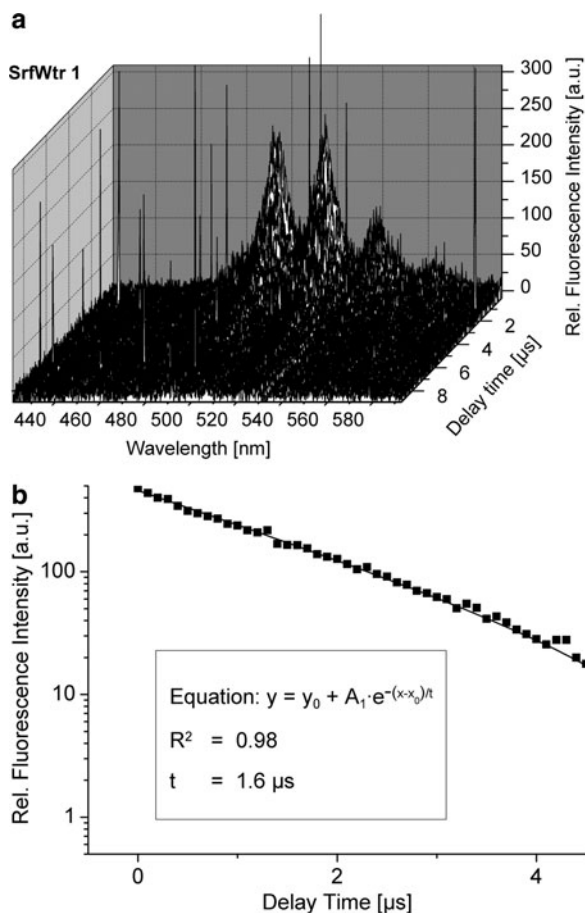 a
SrfWtr 1
300
250
200
150
100
50
0
Rel. Fluorescence Intensity [a.u.]
2
4
6
8
Delay time [µs]
440 460 480 500 520 540 560 580
Wavelength [nm]
b
Rel. Fluorescence Intensity [a.u.]
100
10
1
Equation: y = y₀ + A₁·e⁻⁽ˣ⁻ˣ₀⁾/ᵗ
R² = 0.98
t = 1.6 µs
0 2 4
Delay Time [µs]